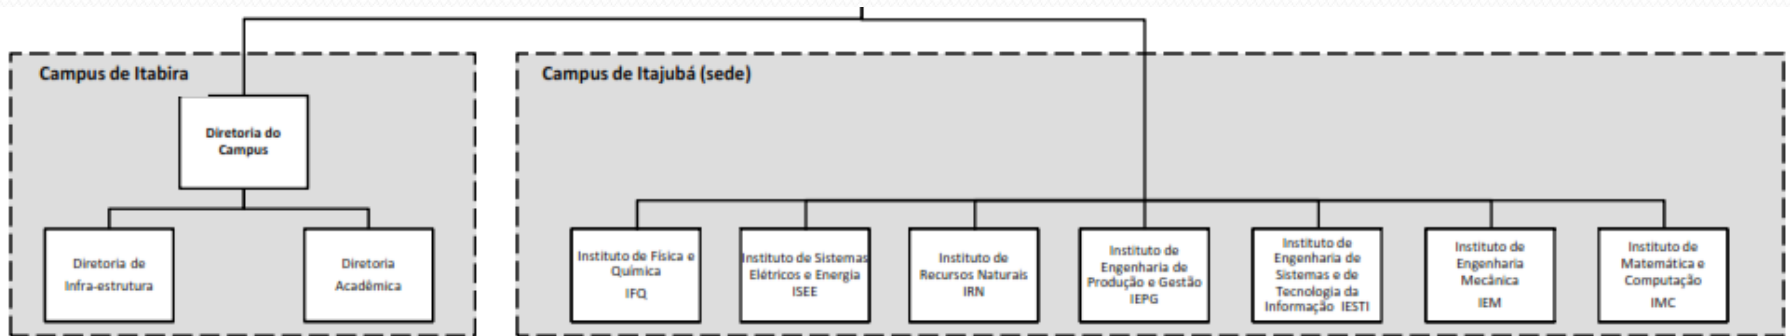 Campus de Itabira
Diretoria do
Campus
Diretoria de
Infra-estrutura
Diretoria
Acadêmica
Campus de Itajubá (sede)
Instituto de Física e
Química
IFQ
Instituto de Sistemas
Elétricos e Energia
ISEE
Instituto de
Recursos Naturais
IRN
Instituto de
Engenharia de
Produção e Gestão
IEPG
Instituto de
Engenharia de
Sistemas e de
Tecnologia da
Informação IESTI
Instituto de
Engenharia
Mecânica
IEM
Instituto de
Matemática e
Computação
IMC